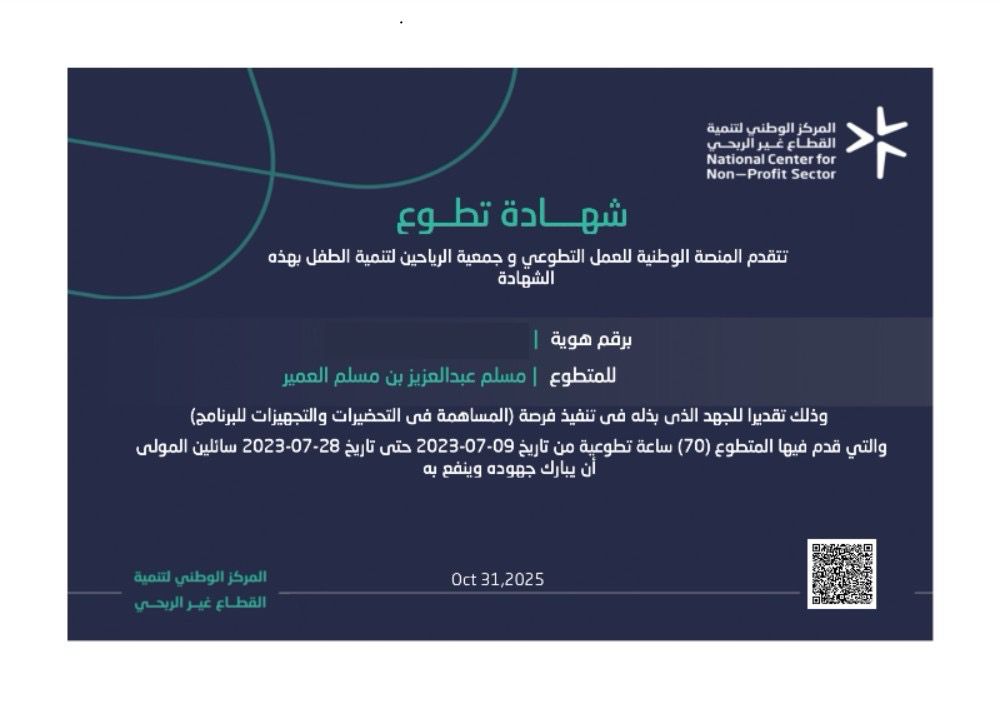 المركز الوطني لتنمية
القطاع غير الربحي
National Center for
Non-Profit Sector
شهادة تطوع
تتقدم المنصة الوطنية للعمل التطوعي و جمعية الرياحين لتنمية الطفل بهذه
الشهادة
برقم هوية |
للمتطوع | مسلم عبدالعزيز بن مسلم العمير
وذلك تقديرا للجهد الذى بذله فى تنفيذ فرصة (المساهمة فى التحضيرات والتجهيزات للبرنامج)
والتي قدم فيها المتطوع (70) ساعة تطوعية من تاريخ 09-07-2023 حتى تاريخ 28-07-2023 سائلين المولى
أن يبارك جهوده وينفع به
Oct 31,2025
المركز الوطني لتنمية
القطاع غير الربحي